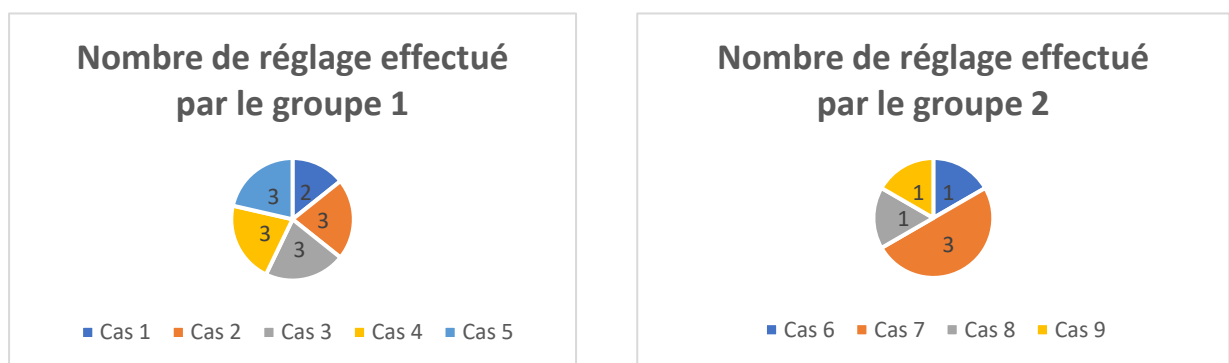 Nombre de réglage effectué
par le groupe 1
2
3
3
3
3
Cas 1 Cas 2 Cas 3 Cas 4 Cas 5
Nombre de réglage effectué
par le groupe 2
1
3
1
1
Cas 6 Cas 7 Cas 8 Cas 9